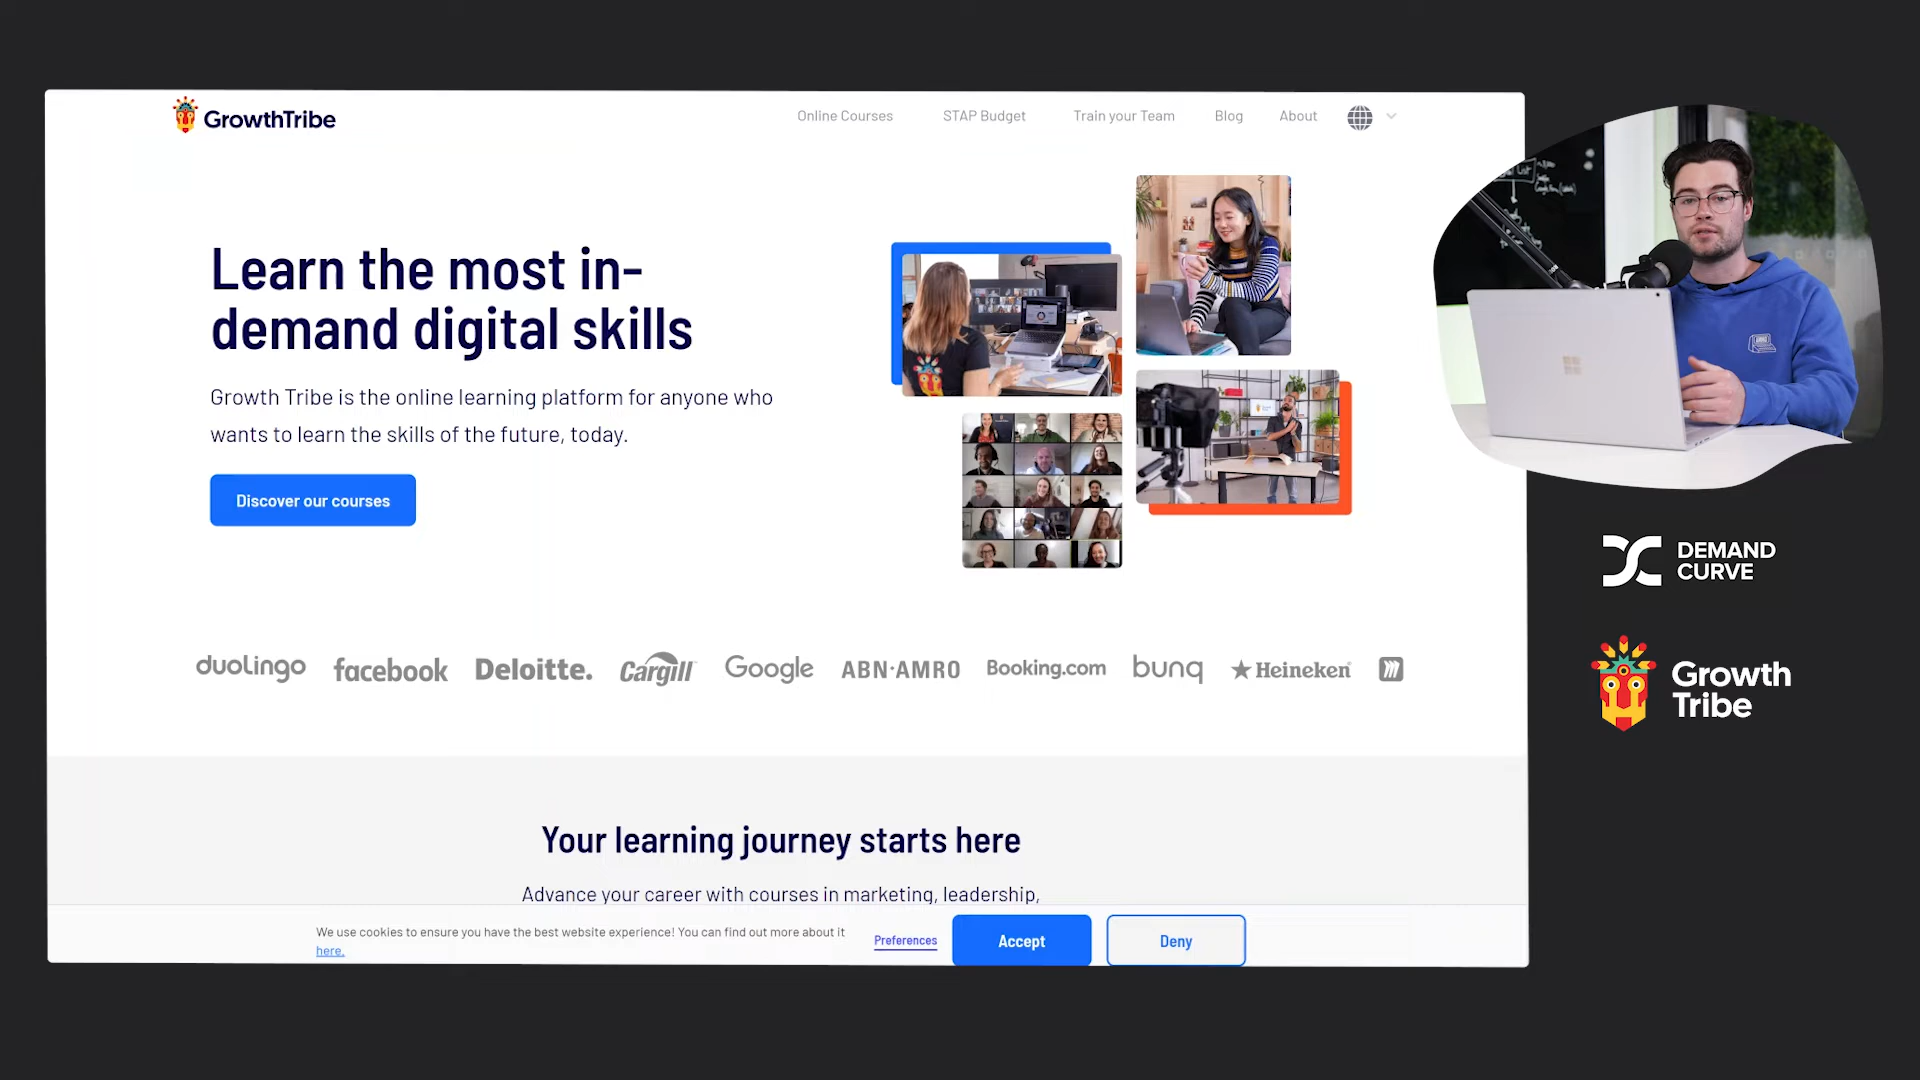 GrowthTribe
Online Courses
STAP Budget
Train your Team
Blog
About
Learn the most in-
demand digital skills
Growth Tribe is the online learning platform for anyone who
wants to learn the skills of the future, today.
Discover our courses
duolingo
facebook
Deloitte.
Cargill
Google
ABN·AMRO
Booking.com
bunq
Heineken
DEMAND
CURVE
Growth
Tribe
Your learning journey starts here
Advance your career with courses in marketing, leadership,
We use cookies to ensure you have the best website experience! You can find out more about it
here.
Preferences
Accept
Deny